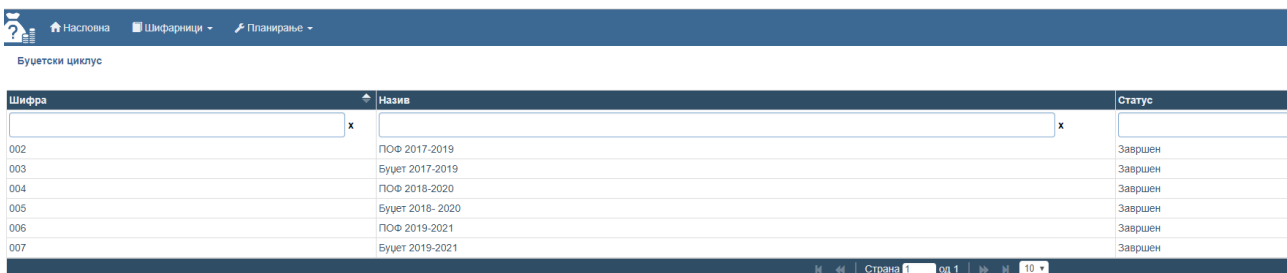 ? Насловна Шифарници Планирање
Буџетски циклус
Шифра Назив Статус
x x
002 ПОФ 2017-2019 Завршен
003 Буџет 2017-2019 Завршен
004 ПОФ 2018-2020 Завршен
005 Буџет 2018- 2020 Завршен
006 ПОФ 2019-2021 Завршен
007 Буџет 2019-2021 Завршен
Страна 1 од 1 10